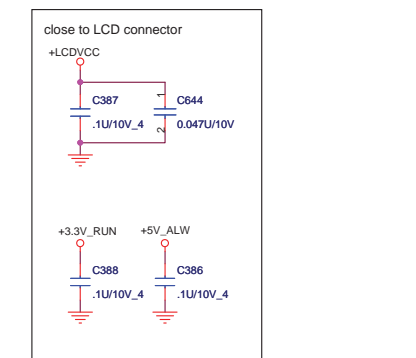 close to LCD connector
+LCDVCC
C387
.1U/10V_4
1
2
C644
0.047U/10V
+3.3V_RUN
+5V_ALW
C388
.1U/10V_4
C386
.1U/10V_4